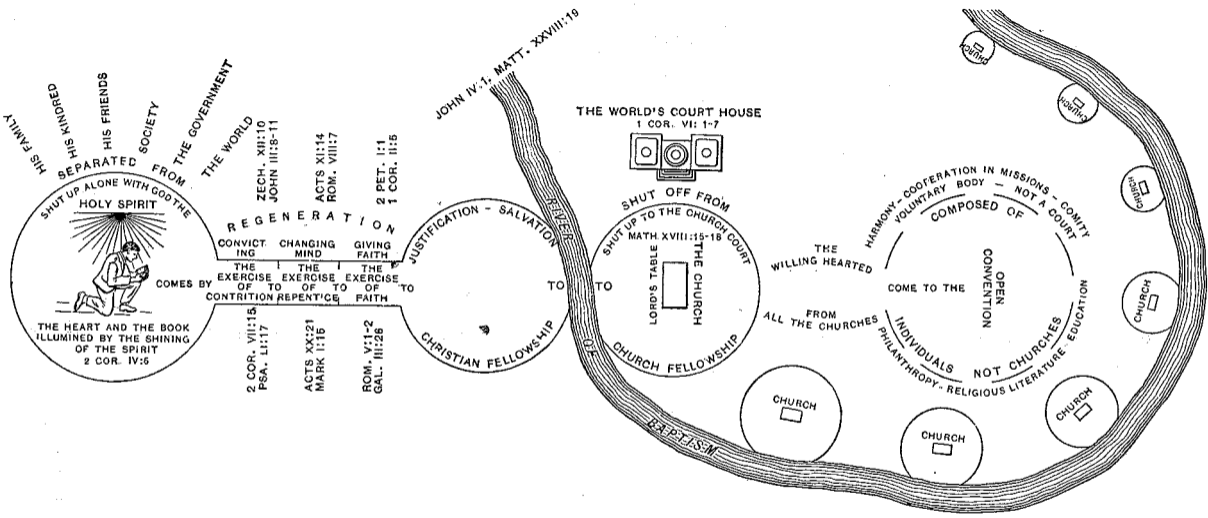 HIS FAMILY
HIS KINDRED
HIS FRIENDS
SOCIETY
THE GOVERNMENT
THE WORLD
SEPARATED FROM
SHUT UP ALONE WITH GOD THE
HOLY SPIRIT
THE HEART AND THE BOOK
ILLUMINED BY THE SHINING
OF THE SPIRIT
2 COR. IV:6
COMES BY
ZECH. XII:10
JOHN III:8-11
ACTS XI:14
ROM. VIII:7
2 PET. I:1
1 COR. II:5
REGENERATION
CONVICT
ING
CHANGING
MIND
GIVING
FAITH
THE
EXERCISE
OF
CONTRITION
TO
THE
EXERCISE
OF
REPENT'CE
TO
THE
EXERCISE
OF
FAITH
TO
2 COR. VII:15
PSA. LI:17
ACTS XX:21
MARK I:15
ROM. V:11-2
GAL. III:26
JUSTIFICATION - SALVATION
CHRISTIAN FELLOWSHIP
TO
JOHN IV:1, MATT. XXVIII:19
RIVER
OF
BAPTISM
TO
THE WORLD'S COURT HOUSE
1 COR. VI: 1-7
SHUT OFF FROM
SHUT UP TO THE CHURCH COURT
MATH. XVIII:15-18
LORD'S TABLE
THE CHURCH
CHURCH FELLOWSHIP
THE
WILLING HEARTED
FROM
ALL THE CHURCHES
COME TO THE
HARMONY-COOPERATION IN MISSIONS-COMITY
VOLUNTARY BODY - NOT A COURT
COMPOSED OF
OPEN
CONVENTION
INDIVIDUALS NOT CHURCHES
PHILANTHROPY-RELIGIOUS LITERATURE-EDUCATION
CHURCH
CHURCH
CHURCH
CHURCH
CHURCH
CHURCH
CHURCH